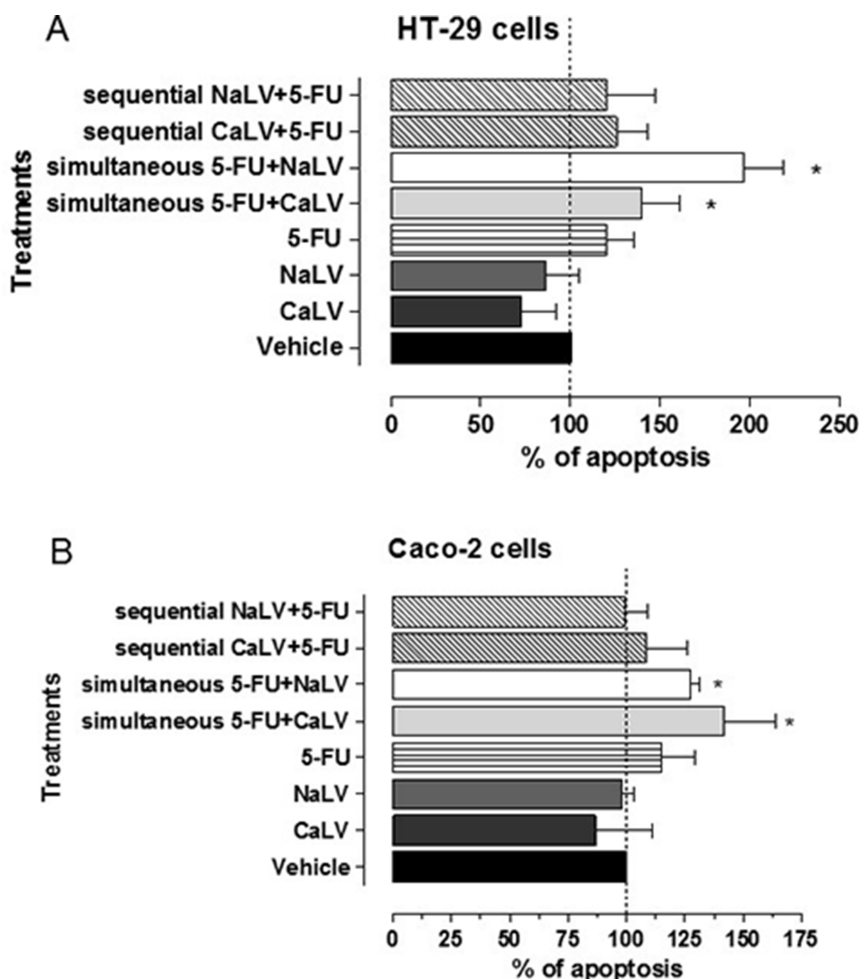 A
HT-29 cells
Treatments
sequential NaLV+5-FU
sequential CaLV+5-FU
simultaneous 5-FU+NaLV
*
simultaneous 5-FU+CaLV
*
5-FU
NaLV
CaLV
Vehicle
0 50 100 150 200 250
% of apoptosis
B
Caco-2 cells
Treatments
sequential NaLV+5-FU
sequential CaLV+5-FU
simultaneous 5-FU+NaLV
*
simultaneous 5-FU+CaLV
*
5-FU
NaLV
CaLV
Vehicle
0 25 50 75 100 125 150 175
% of apoptosis